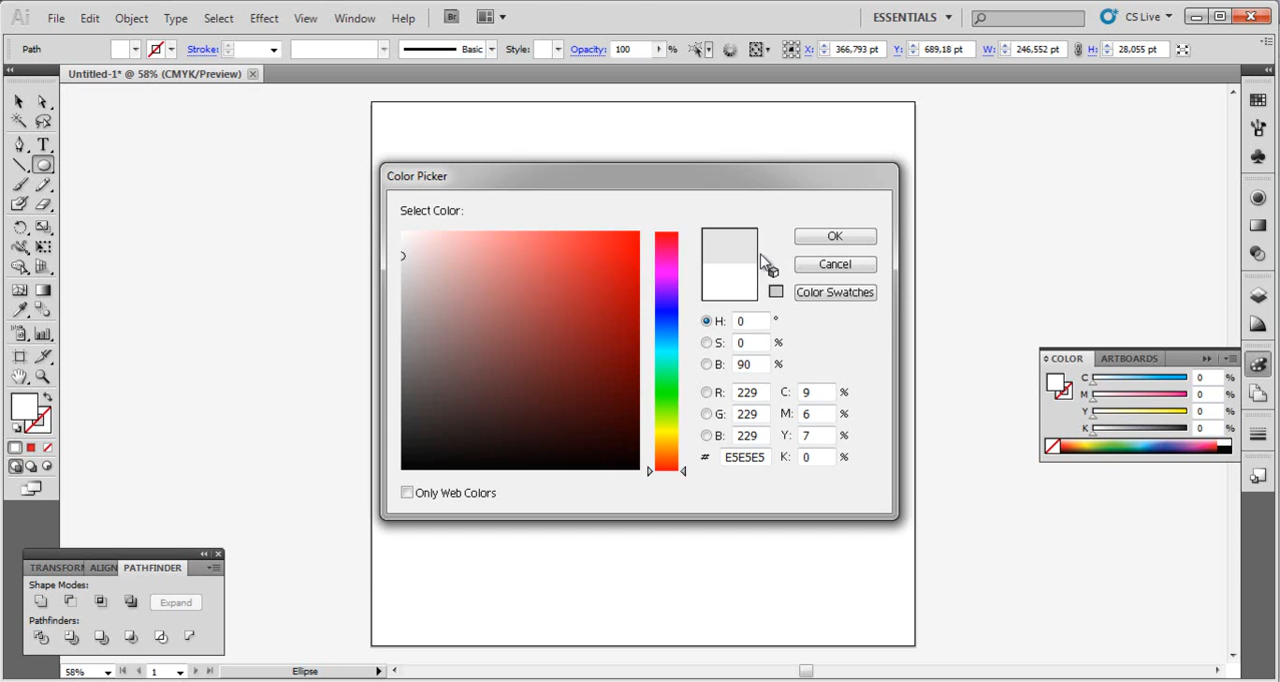 Ai File Edit Object Type Select Effect View Window Help Br ESSENTIALS CS Live
Path Stroke: Basic Style: Opacity: 100 % X: 366,793 pt Y: 689,18 pt W: 246,552 pt H: 28,055 pt
Untitled-1* @ 58% (CMYK/Preview)
Color Picker
Select Color:
OK
Cancel
Color Swatches
H: 0 °
S: 0 %
B: 90 %
R: 229 C: 9 %
G: 229 M: 6 %
B: 229 Y: 7 %
# E5E5E5 K: 0 %
Only Web Colors
COLOR ARTBOARDS
C 0 %
M 0 %
Y 0 %
K 0 %
TRANSFORM ALIGN PATHFINDER
Shape Modes:
Expand
Pathfinders:
58% 1 Ellipse